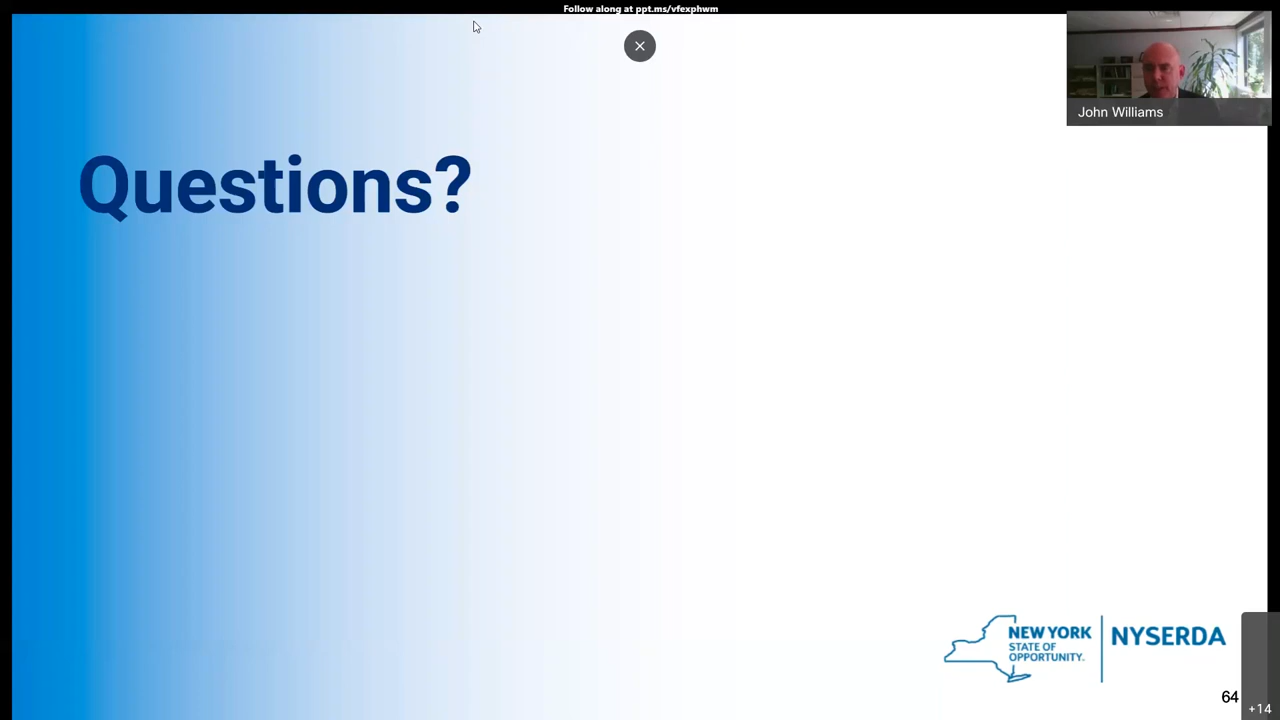 Follow along at ppt.ms/vfexphwm
John Williams
Questions?
NEW YORK
STATE OF
OPPORTUNITY.
NYSERDA
64
+14